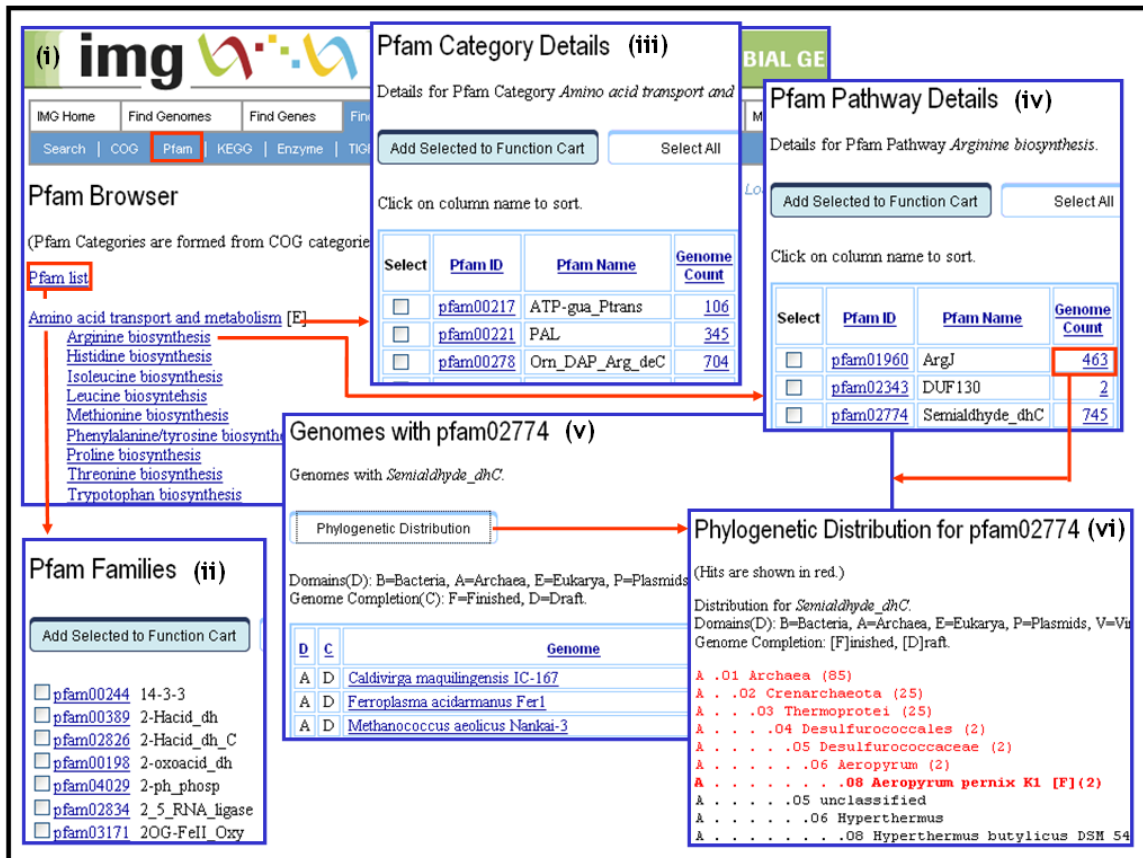 (i) img
BIAL GE
IMG Home Find Genomes Find Genes
Search | COG Pfam | KEGG | Enzyme | TIGF
Pfam Browser
(Pfam Categories are formed from COG categorie
Pfam list
Amino acid transport and metabolism [E]
Arginine biosynthesis
Histidine biosynthesis
Isoleucine biosynthesis
Leucine biosyntehsis
Methionine biosynthesis
Phenylalanine/tyrosine biosynthe
Proline biosynthesis
Threonine biosynthesis
Trypotophan biosynthesis
Pfam Families (ii)
Add Selected to Function Cart
pfam00244 14-3-3
pfam00389 2-Hacid_dh
pfam02826 2-Hacid_dh_C
pfam00198 2-oxoacid_dh
pfam04029 2-ph_phosp
pfam02834 2_5_RNA_ligase
pfam03171 2OG-FeII_Oxy
Pfam Category Details (iii)
Details for Pfam Category Amino acid transport and
Add Selected to Function Cart Select All
Click on column name to sort.
Select Pfam ID Pfam Name Genome Count
pfam00217 ATP-gua_Ptrans 106
pfam00221 PAL 345
pfam00278 Orn_DAP_Arg_deC 704
Pfam Pathway Details (iv)
Details for Pfam Pathway Arginine biosynthesis.
Add Selected to Function Cart Select All
Click on column name to sort.
Select Pfam ID Pfam Name Genome Count
pfam01960 ArgJ 463
pfam02343 DUF130 2
pfam02774 Semialdhyde_dhC 745
Genomes with pfam02774 (v)
Genomes with Semialdhyde_dhC.
Phylogenetic Distribution
Domains(D): B=Bacteria, A=Archaea, E=Eukarya, P=Plasmids
Genome Completion(C): F=Finished, D=Draft.
D C Genome
A D Caldivirga maquilingensis IC-167
A D Ferroplasma acidarmanus Fer1
A D Methanococcus aeolicus Nankai-3
Phylogenetic Distribution for pfam02774 (vi)
(Hits are shown in red.)
Distribution for Semialdhyde_dhC.
Domains(D): B=Bacteria, A=Archaea, E=Eukarya, P=Plasmids, V=Vir
Genome Completion: [F]inished, [D]raft.
A .01 Archaea (85)
A . .02 Crenarchaeota (25)
A . . .03 Thermoprotei (25)
A . . . .04 Desulfurococcales (2)
A . . . . .05 Desulfurococcaceae (2)
A . . . . . .06 Aeropyrum (2)
A . . . . . . . .08 Aeropyrum pernix K1 [F](2)
A . . . . .05 unclassified
A . . . . . .06 Hyperthermus
A . . . . . . . .08 Hyperthermus butylicus DSM 54